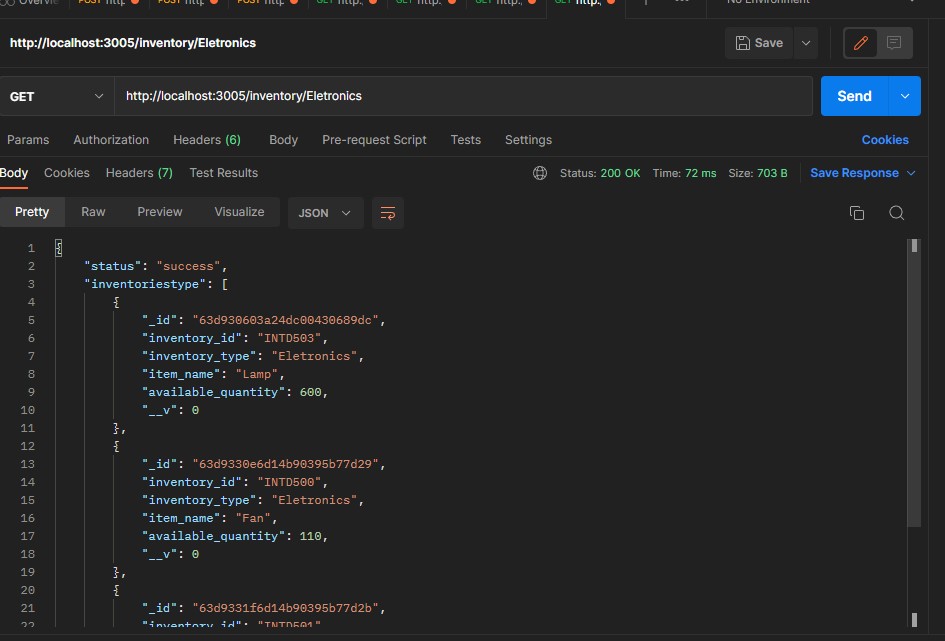 Overvie POST http POST http POST http GET http:, GET http:, GET http:, GET http:, No Environment
http://localhost:3005/inventory/Eletronics Save
GET http://localhost:3005/inventory/Eletronics Send
Params Authorization Headers (6) Body Pre-request Script Tests Settings Cookies
Body Cookies Headers (7) Test Results Status: 200 OK Time: 72 ms Size: 703 B Save Response
Pretty Raw Preview Visualize JSON
1 {
2 "status": "success",
3 "inventoriestype": [
4 {
5 "_id": "63d930603a24dc00430689dc",
6 "inventory_id": "INTD503",
7 "inventory_type": "Eletronics",
8 "item_name": "Lamp",
9 "available_quantity": 600,
10 "__v": 0
11 },
12 {
13 "_id": "63d9330e6d14b90395b77d29",
14 "inventory_id": "INTD500",
15 "inventory_type": "Eletronics",
16 "item_name": "Fan",
17 "available_quantity": 110,
18 "__v": 0
19 },
20 {
21 "_id": "63d9331f6d14b90395b77d2b",
22 "inventory_id": "INTD501"